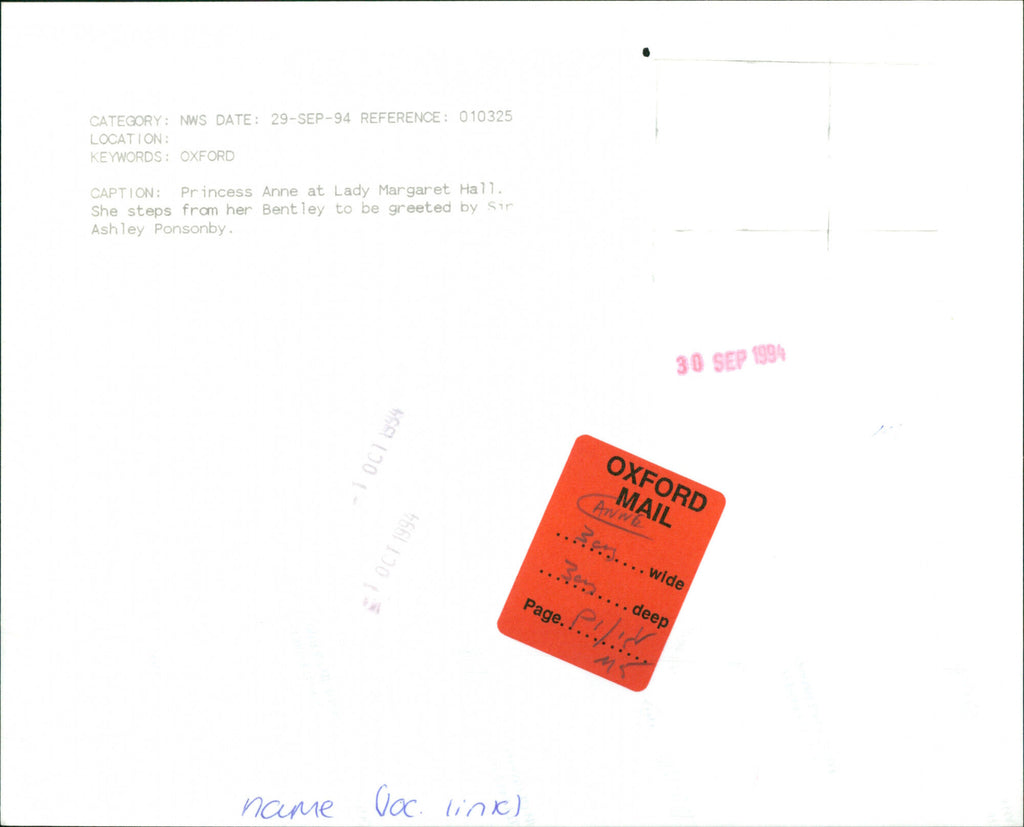 CATEGORY: NWS DATE: 29-SEP-94 REFERENCE: 010325
LOCATION:
KEYWORDS: OXFORD
CAPTION: Princess Anne at Lady Margaret Hall.
She steps from her Bentley to be greeted by Sir
Ashley Ponsonby.
30 SEP 1994
-1 OCT 1994
1 OCT 1994
OXFORD
MAIL
ANNE
.......... wide
.......... deep
Page..........
name (loc. link)